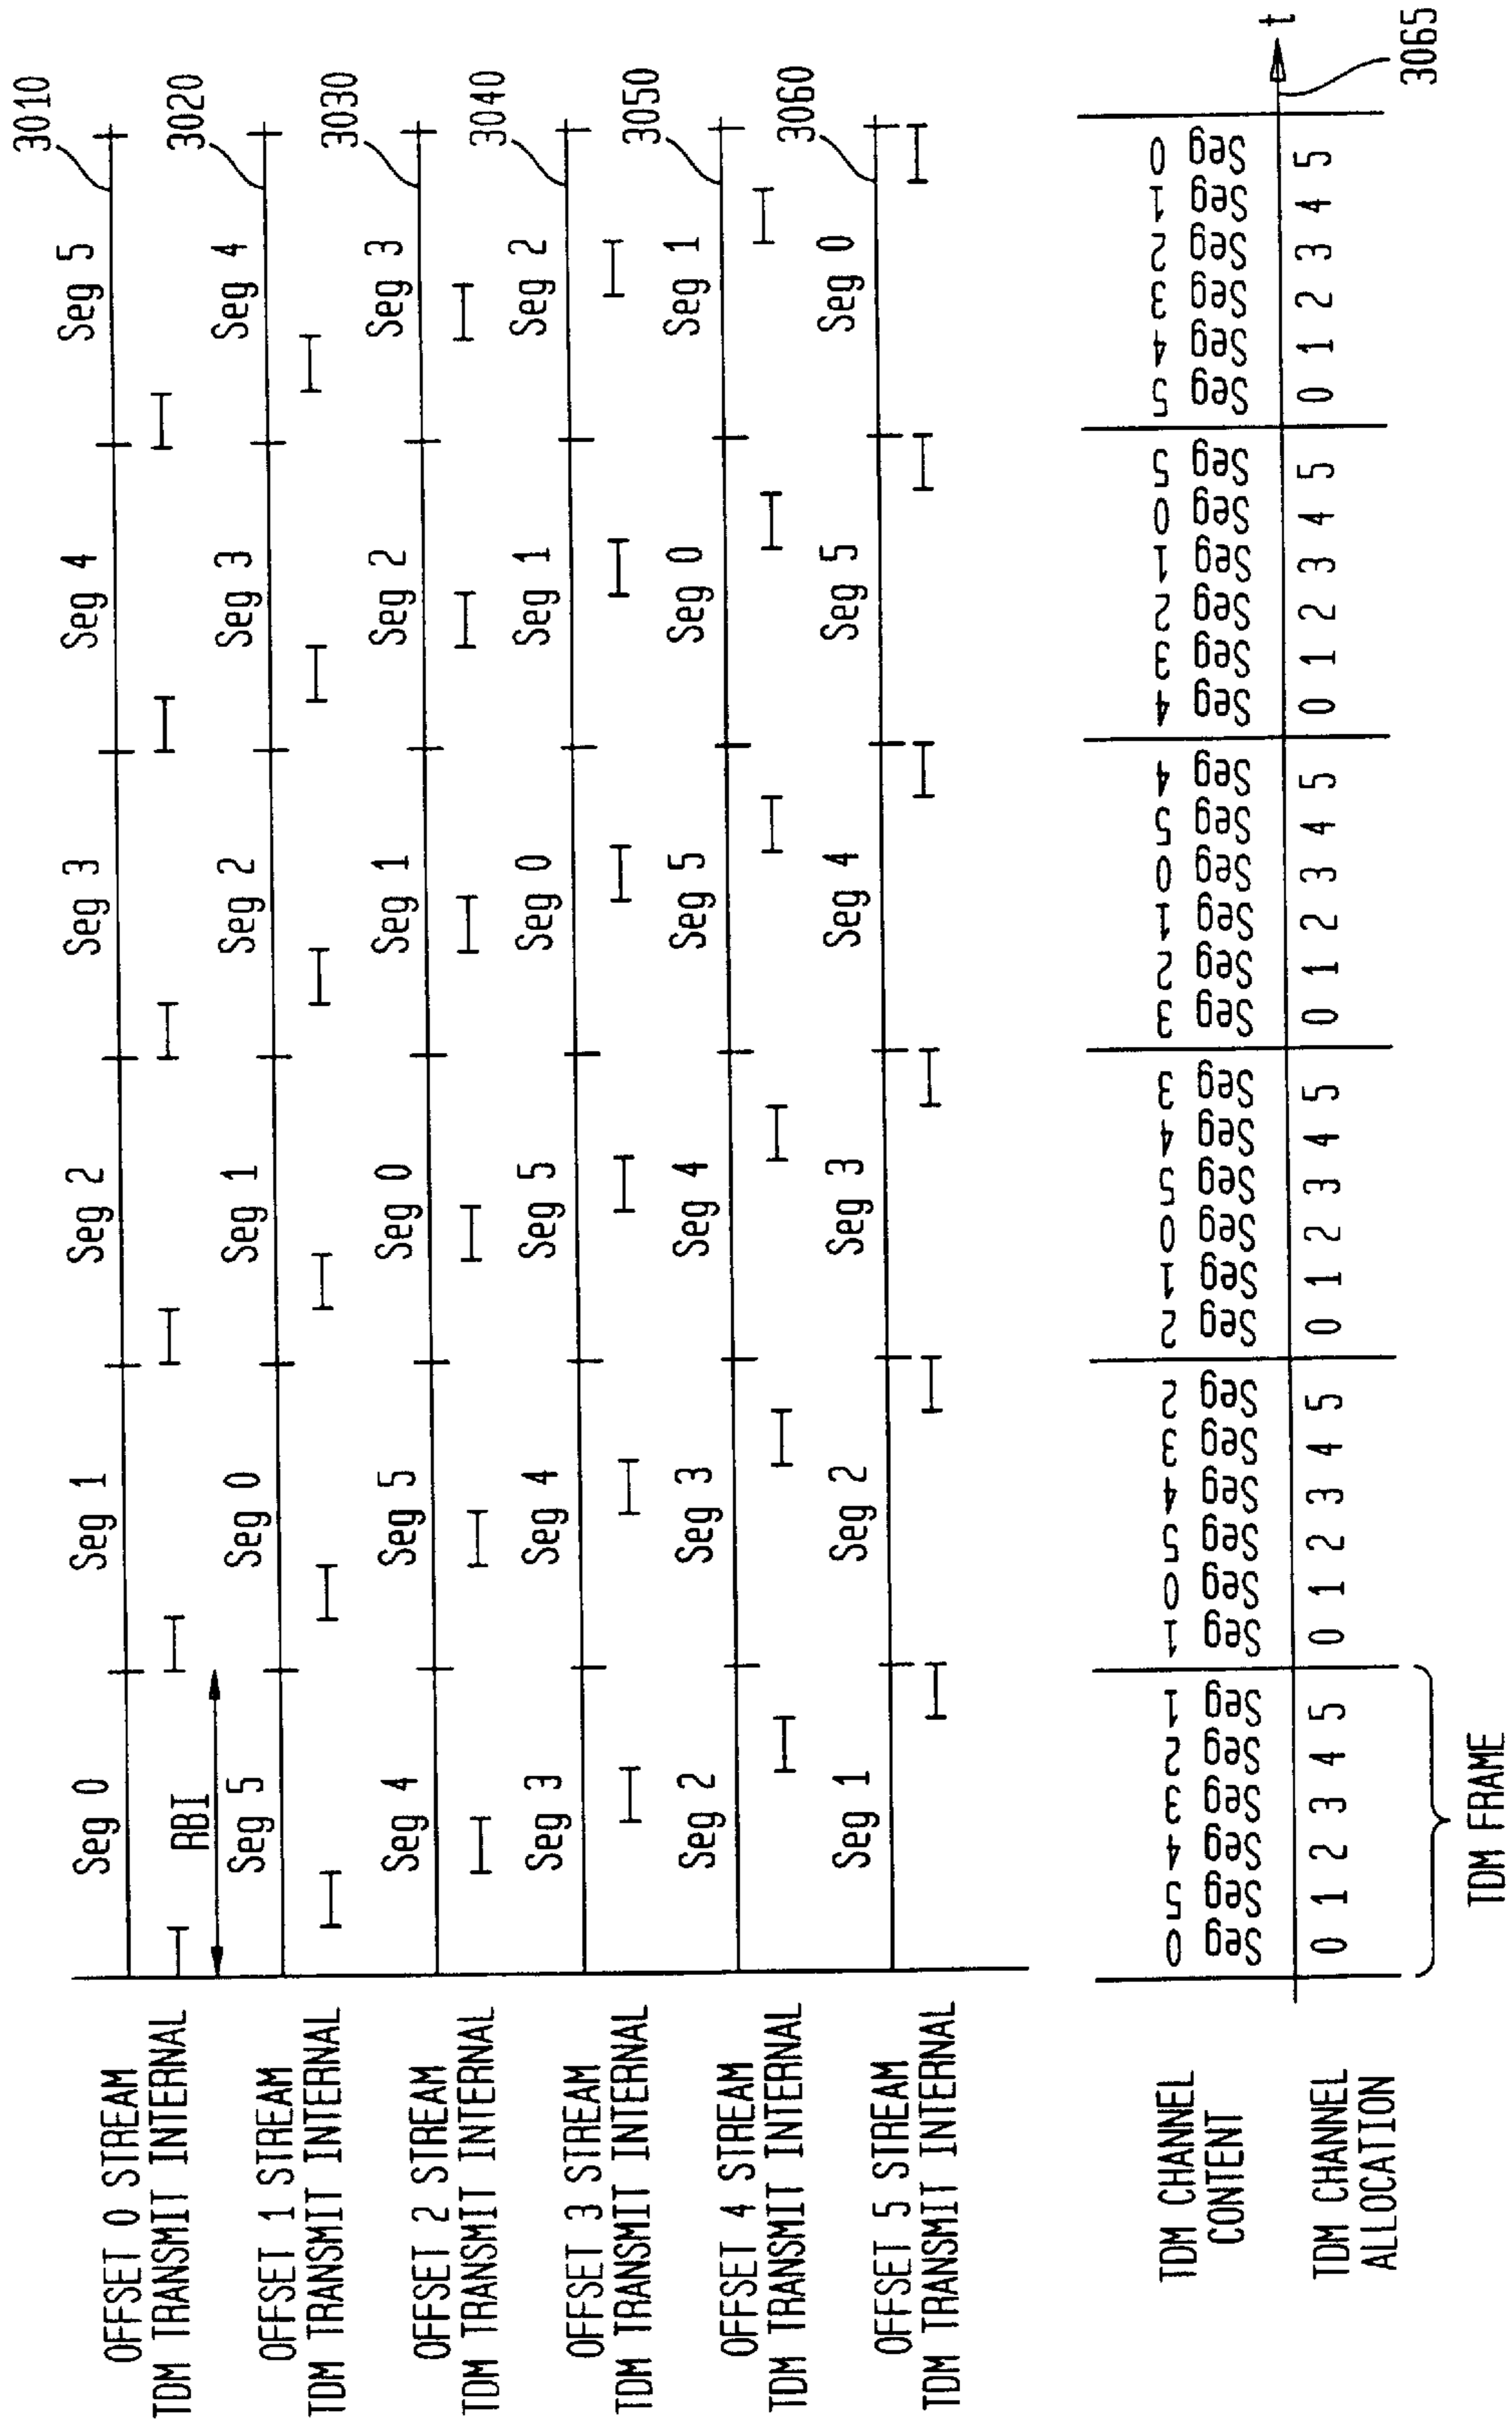 3010
OFFSET 0 STREAM Seg 0 Seg 1 Seg 2 Seg 3 Seg 4 Seg 5
TDM TRANSMIT INTERNAL
RBI
3020
OFFSET 1 STREAM Seg 5 Seg 0 Seg 1 Seg 2 Seg 3 Seg 4
TDM TRANSMIT INTERNAL
3030
OFFSET 2 STREAM Seg 4 Seg 5 Seg 0 Seg 1 Seg 2 Seg 3
TDM TRANSMIT INTERNAL
3040
OFFSET 3 STREAM Seg 3 Seg 4 Seg 5 Seg 0 Seg 1 Seg 2
TDM TRANSMIT INTERNAL
3050
OFFSET 4 STREAM Seg 2 Seg 3 Seg 4 Seg 5 Seg 0 Seg 1
TDM TRANSMIT INTERNAL
3060
OFFSET 5 STREAM Seg 1 Seg 2 Seg 3 Seg 4 Seg 5 Seg 0
TDM TRANSMIT INTERNAL
TDM CHANNEL
CONTENT
Seg 0 Seg 5 Seg 4 Seg 3 Seg 2 Seg 1 Seg 1 Seg 0 Seg 5 Seg 4 Seg 3 Seg 2 Seg 2 Seg 1 Seg 0 Seg 5 Seg 4 Seg 3 Seg 3 Seg 2 Seg 1 Seg 0 Seg 5 Seg 4 Seg 4 Seg 3 Seg 2 Seg 1 Seg 0 Seg 5 Seg 5 Seg 4 Seg 3 Seg 2 Seg 1 Seg 0
t
TDM CHANNEL
ALLOCATION
0 1 2 3 4 5 0 1 2 3 4 5 0 1 2 3 4 5 0 1 2 3 4 5 0 1 2 3 4 5 0 1 2 3 4 5
3065
TDM FRAME